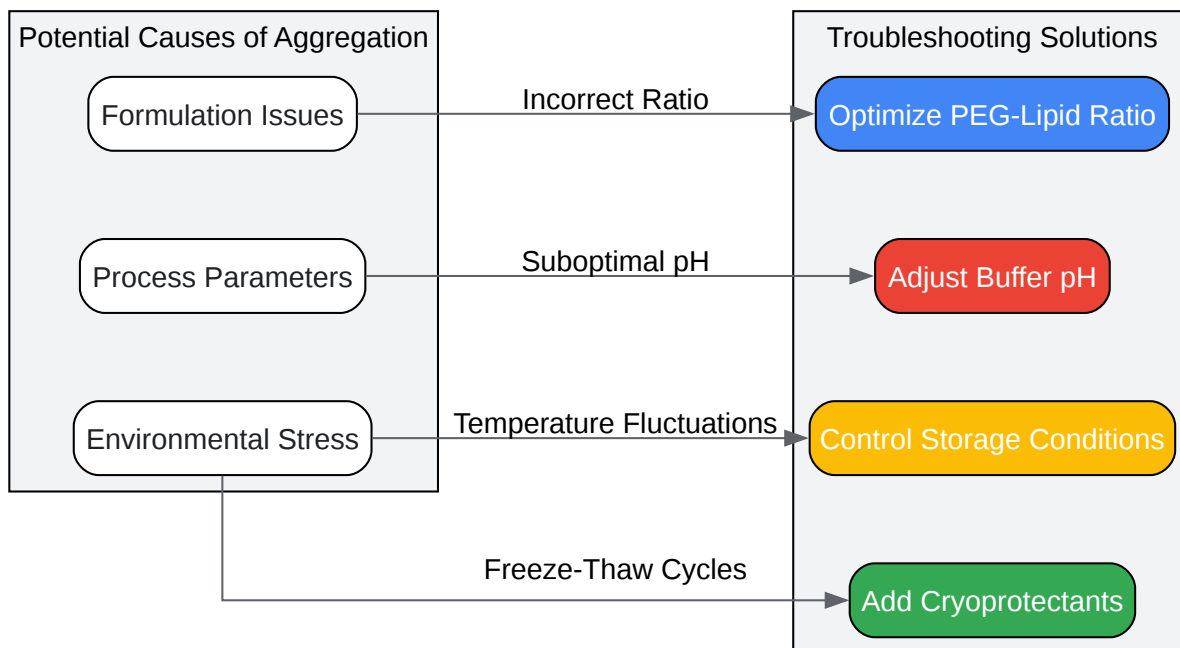 Potential Causes of Aggregation
Troubleshooting Solutions
Formulation Issues
Incorrect Ratio
Optimize PEG-Lipid Ratio
Process Parameters
Suboptimal pH
Adjust Buffer pH
Environmental Stress
Temperature Fluctuations
Control Storage Conditions
Freeze-Thaw Cycles
Add Cryoprotectants